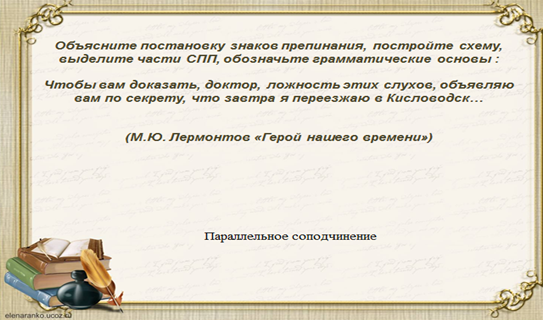 Объясните постановку знаков препинания, постройте схему,
выделите части СПП, обозначьте грамматические основы :
Чтобы вам доказать, доктор, ложность этих слухов, объявляю
вам по секрету, что завтра я переезжаю в Кисловодск…
(М.Ю. Лермонтов «Герой нашего времени»)
Параллельное соподчинение
elenaranko.ucoz.ru